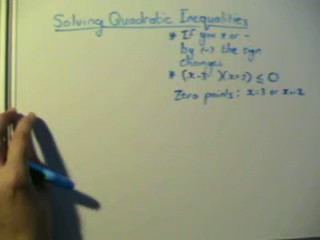 Solving Quadratic Inequalities
* If you x or ÷
by (-) the sign
changes
* (x-3)(x+2) ≤ 0
Zero points: x=3 or x=-2